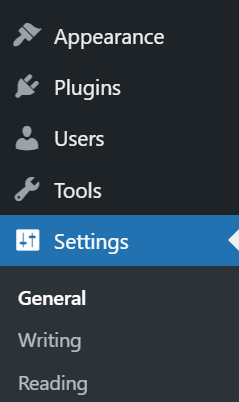 Appearance
Plugins
Users
Tools
Settings
General
Writing
Reading